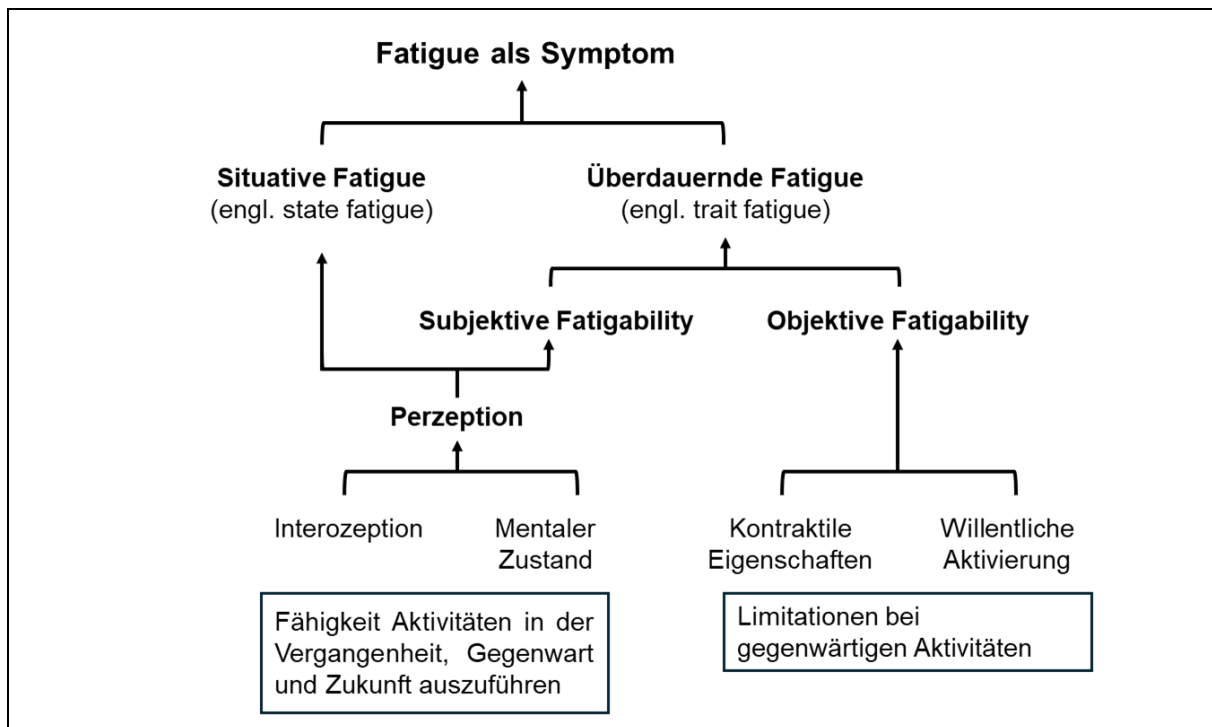 Fatigue als Symptom
Situative Fatigue
(engl. state fatigue)
Überdauernde Fatigue
(engl. trait fatigue)
Subjektive Fatigability
Objektive Fatigability
Perzeption
Interozeption
Mentaler
Zustand
Kontraktile
Eigenschaften
Willentliche
Aktivierung
Fähigkeit Aktivitäten in der
Vergangenheit, Gegenwart
und Zukunft auszuführen
Limitationen bei
gegenwärtigen Aktivitäten